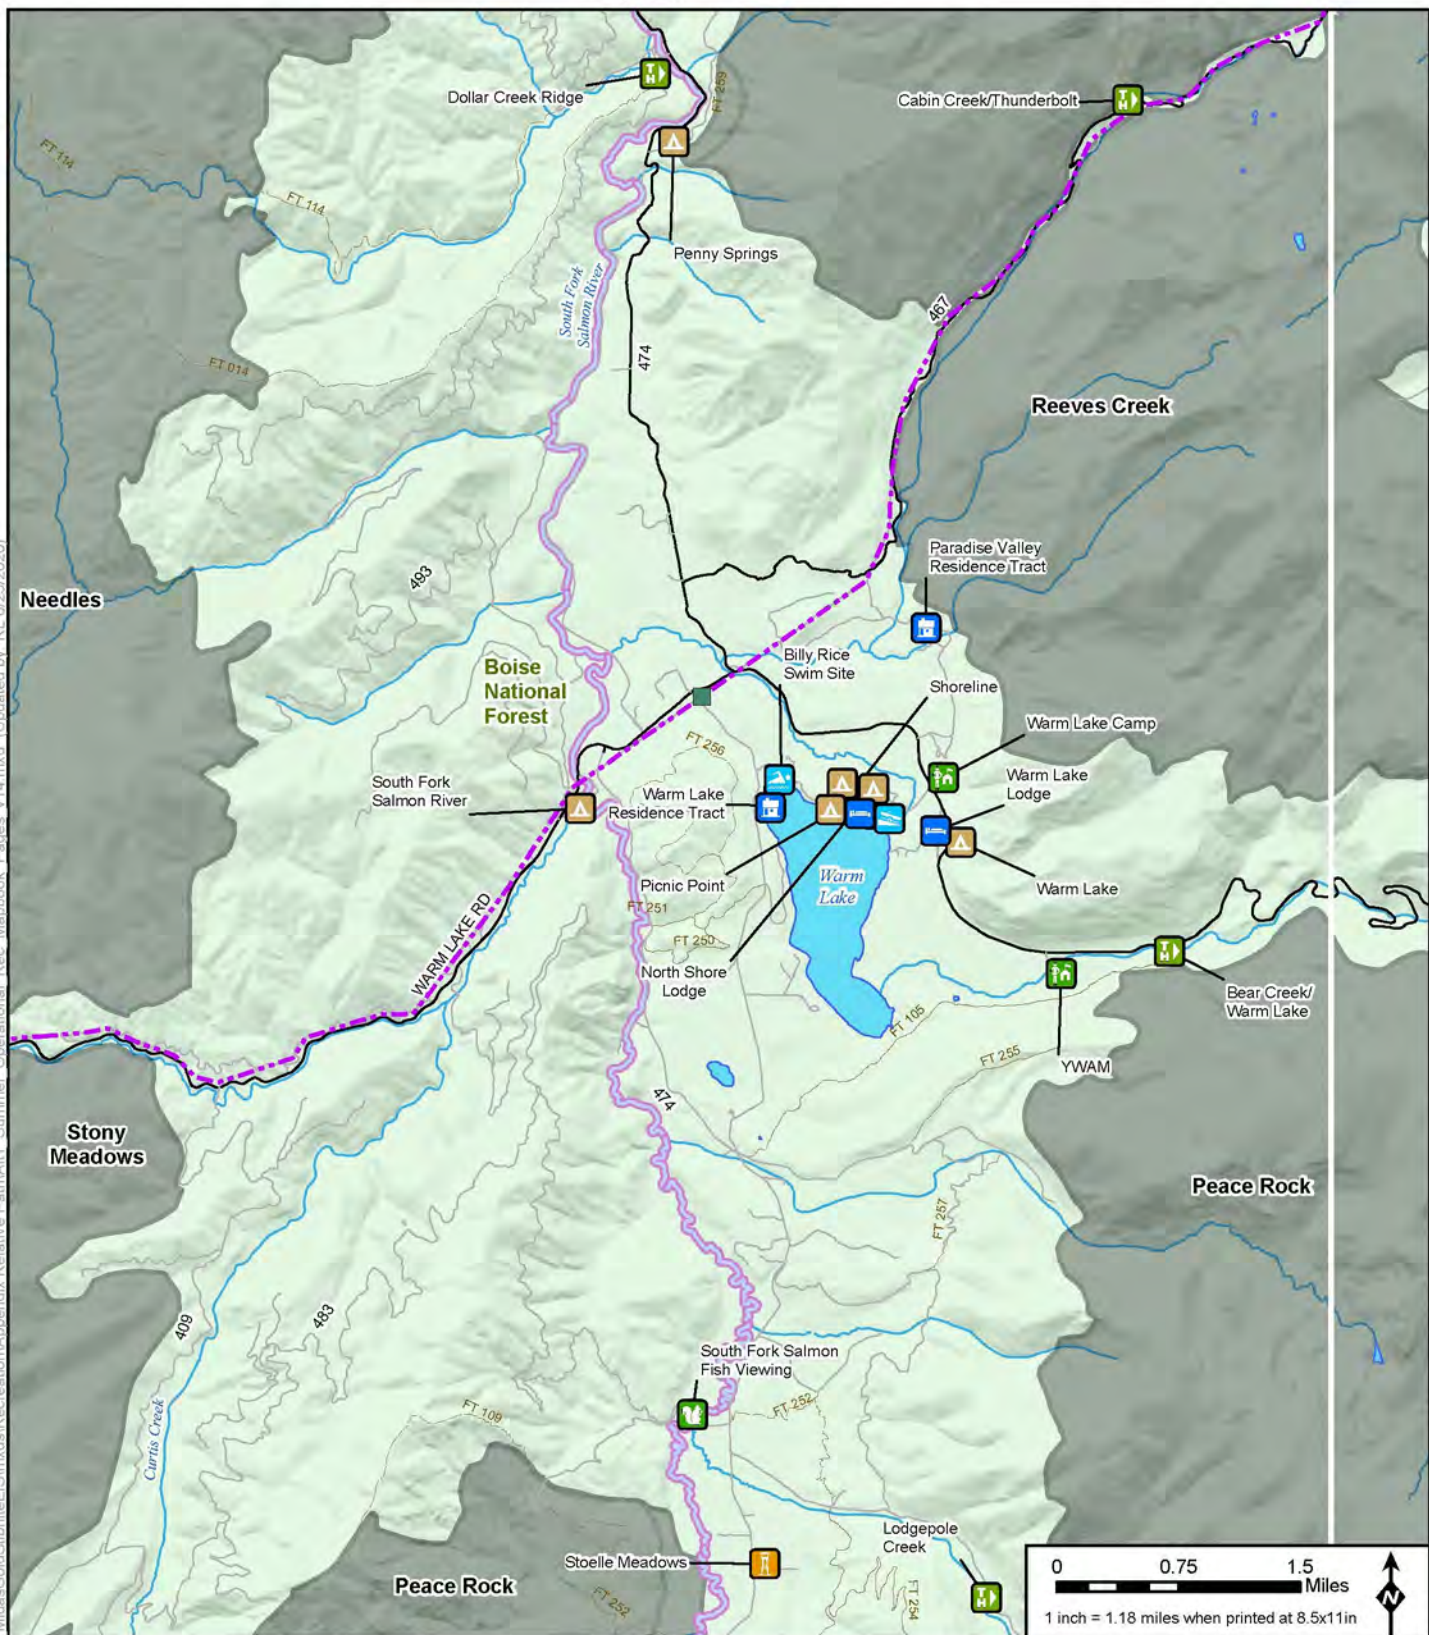 Dollar Creek Ridge
FT 259
Cabin Creek/Thunderbolt
FT 114
FT 114
Penny Springs
South Fork
Salmon River
467
474
FT 014
Reeves Creek
Paradise Valley
Residence Tract
493
Needles
Billy Rice
Swim Site
Boise
National
Forest
Shoreline
Warm Lake Camp
FT 256
South Fork
Salmon River
Warm Lake
Residence Tract
Warm Lake
Lodge
Picnic Point
Warm
Lake
Warm Lake
FT 251
WARM LAKE RD
FT 250
North Shore
Lodge
Bear Creek/
Warm Lake
FT 105
FT 255
YWAM
474
Stony
Meadows
Peace Rock
FT 257
409
483
South Fork Salmon
Fish Viewing
FT 109
FT 252
Curtis Creek
Lodgepole
Creek
Stoelle Meadows
Peace Rock
FT 252
FT 254
0 0.75 1.5
Miles
1 inch = 1.18 miles when printed at 8.5x11in
N